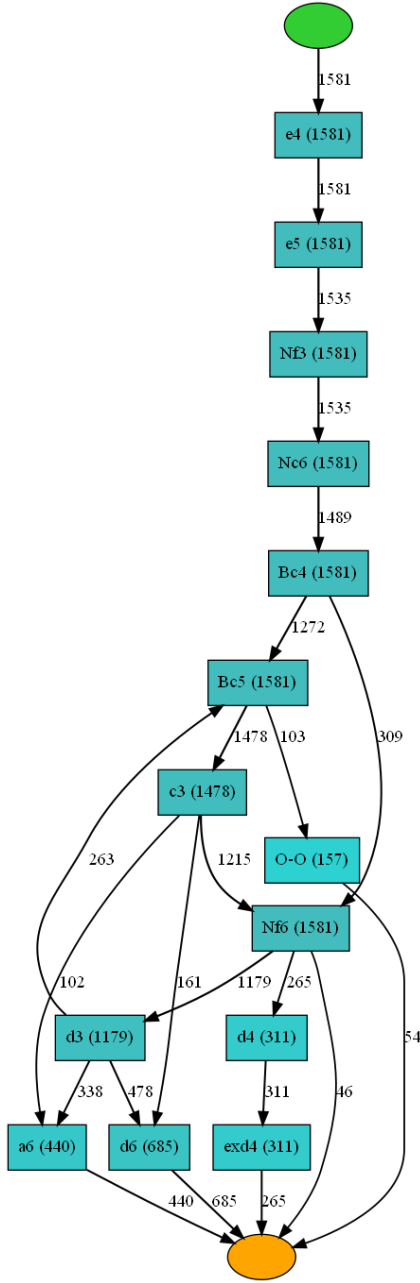 1581
e4 (1581)
1581
e5 (1581)
1535
Nf3 (1581)
1535
Nc6 (1581)
1489
Bc4 (1581)
1272
Bc5 (1581)
1478
103
309
c3 (1478)
263
1215
O-O (157)
Nf6 (1581)
102
161
1179
265
54
d3 (1179)
d4 (311)
338
478
311
46
a6 (440)
d6 (685)
exd4 (311)
440
685
265